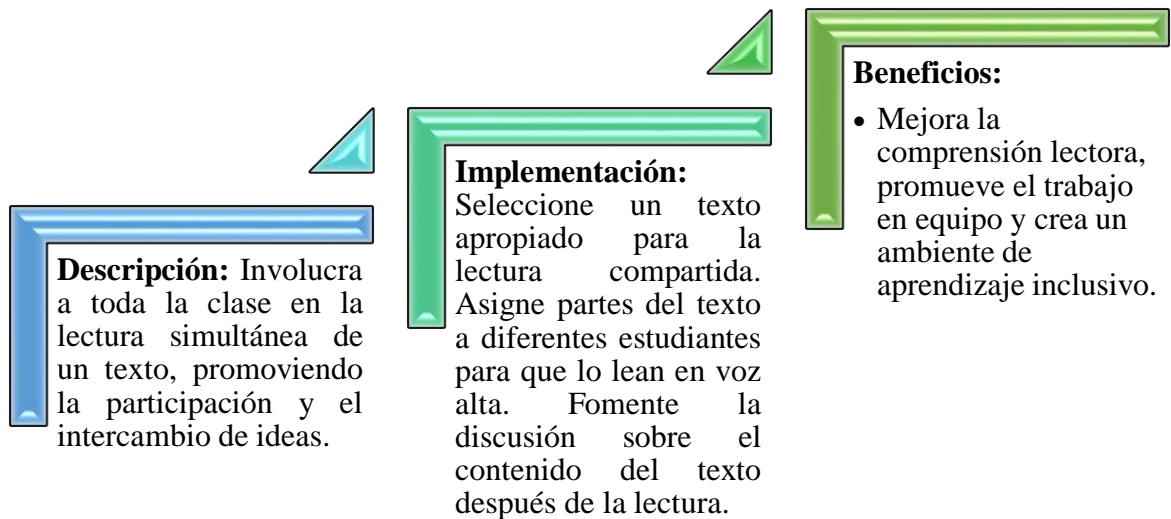 Descripción: Involucra
a toda la clase en la
lectura simultánea de
un texto, promoviendo
la participación y el
intercambio de ideas.
Implementación:
Seleccione un texto
apropiado para la
lectura compartida.
Asigne partes del texto
a diferentes estudiantes
para que lo lean en voz
alta. Fomente la
discusión sobre el
contenido del texto
después de la lectura.
Beneficios:
• Mejora la
comprensión lectora,
promueve el trabajo
en equipo y crea un
ambiente de
aprendizaje inclusivo.